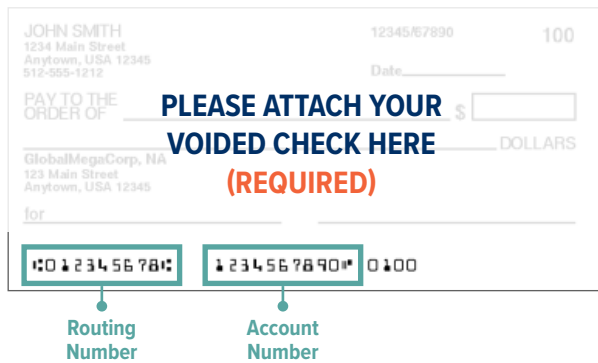 JOHN SMITH 12345/67890 100
1234 Main Street
Anytown, USA 12345
512-555-1212 Date
PAY TO THE
ORDER OF $
PLEASE ATTACH YOUR
VOIDED CHECK HERE
(REQUIRED)
DOLLARS
GlobalMegaCorp, NA
123 Main Street
Anytown, USA 12345
for
⑆012345678⑆ 1234567890⑈ 0100
Routing
Number
Account
Number